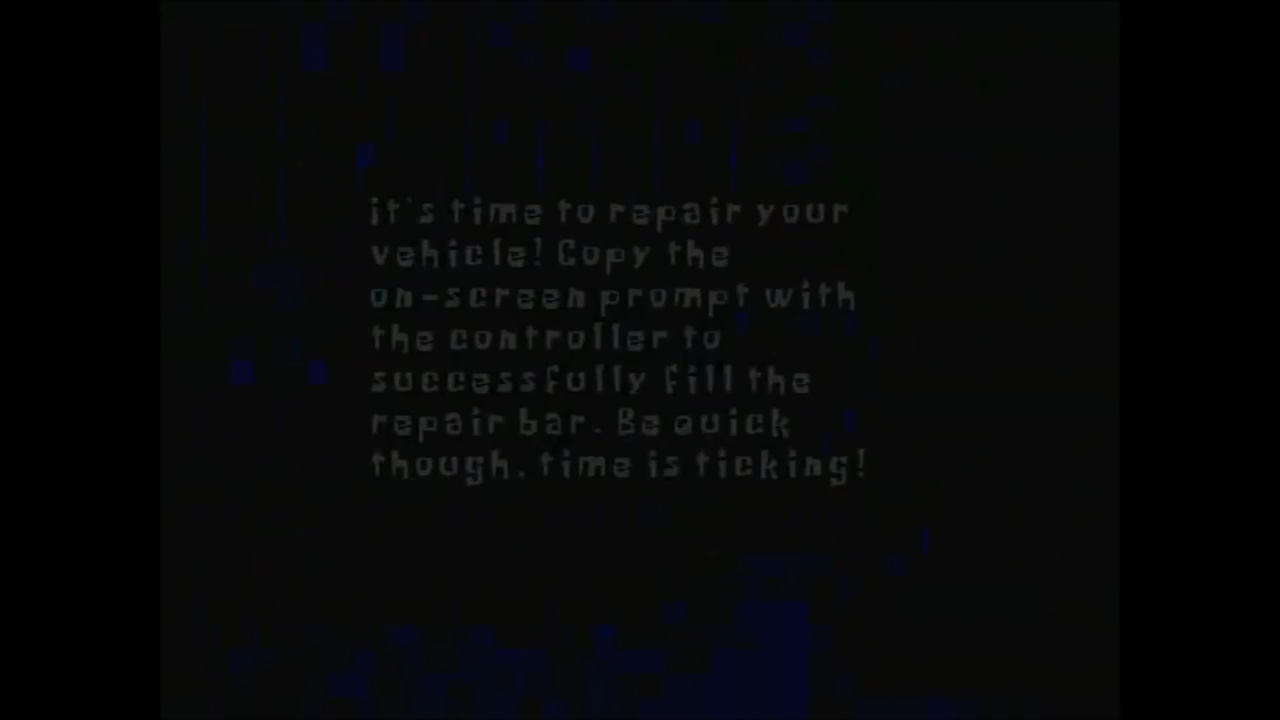 it's time to repair your
vehicle! Copy the
on-screen prompt with
the controller to
successfully fill the
repair bar. Be quick
though, time is ticking!